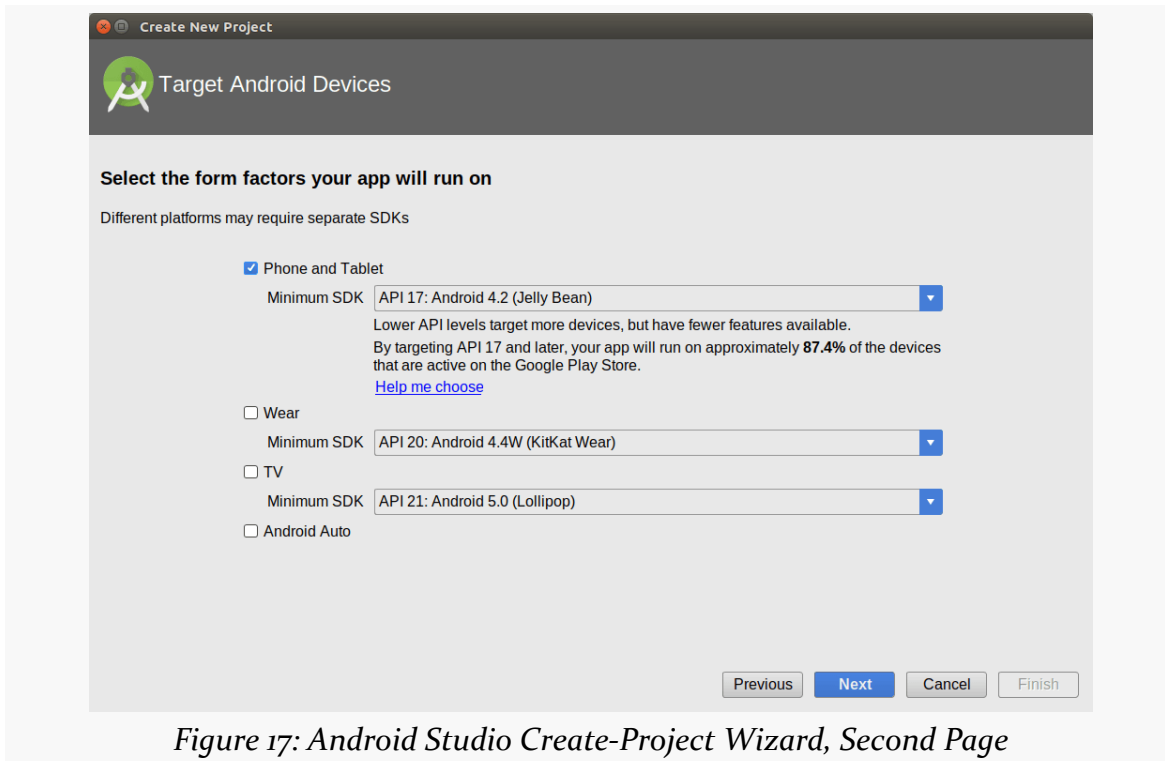 Create New Project
Target Android Devices
Select the form factors your app will run on
Different platforms may require separate SDKs
Phone and Tablet
Minimum SDK API 17: Android 4.2 (Jelly Bean)
Lower API levels target more devices, but have fewer features available.
By targeting API 17 and later, your app will run on approximately 87.4% of the devices
that are active on the Google Play Store.
Help me choose
Wear
Minimum SDK API 20: Android 4.4W (KitKat Wear)
TV
Minimum SDK API 21: Android 5.0 (Lollipop)
Android Auto
Previous Next Cancel Finish
Figure 17: Android Studio Create-Project Wizard, Second Page